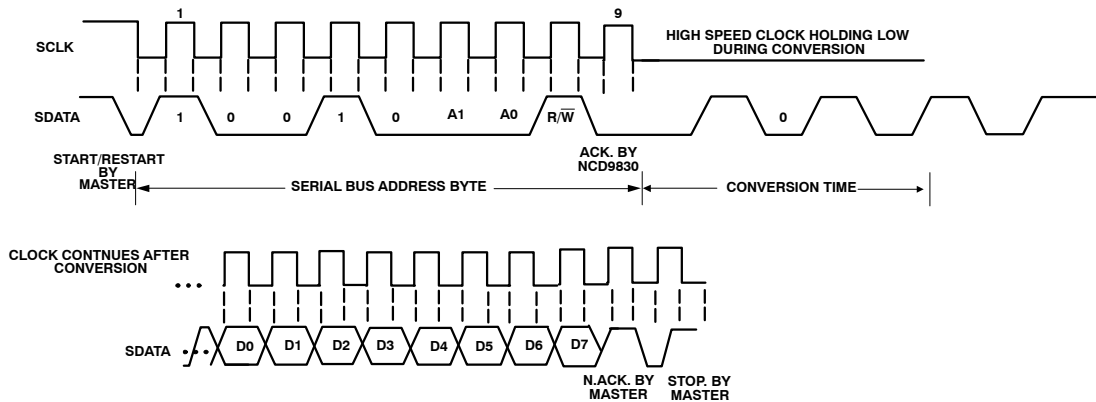 1
9
SCLK
HIGH SPEED CLOCK HOLDING LOW
DURING CONVERSION
SDATA
1 0 0 1 0 A1 A0 R/W̅ 0
START/RESTART
BY
MASTER
ACK. BY
NCD9830
SERIAL BUS ADDRESS BYTE
CONVERSION TIME
CLOCK CONTNUES AFTER
CONVERSION
SDATA
D0 D1 D2 D3 D4 D5 D6 D7
N.ACK. BY
MASTER
STOP. BY
MASTER